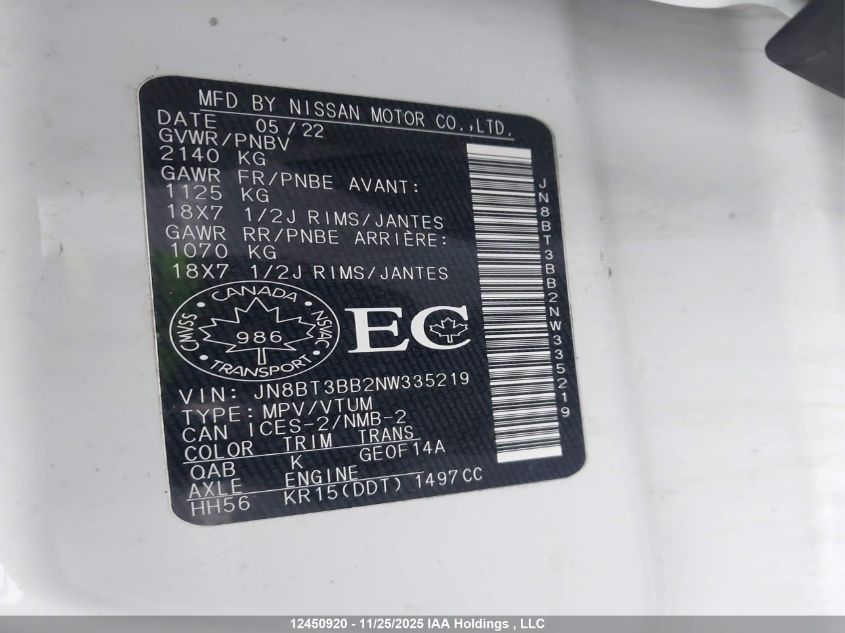 MFD BY NISSAN MOTOR CO.,LTD.
DATE 05/22
GVWR/PNBV
2140 KG
GAWR FR/PNBE AVANT:
1125 KG
18X7 1/2J RIMS/JANTES
GAWR RR/PNBE ARRIÈRE:
1070 KG
18X7 1/2J RIMS/JANTES
CANADA
CMVSS 986 NSVAC
TRANSPORT
EC
VIN: JN8BT3BB2NW335219
TYPE: MPV/VTUM
CAN ICES-2/NMB-2
COLOR TRIM TRANS
QAB K GE0F14A
AXLE ENGINE
HH56 KR15(DDT) 1497CC
JN8BT3BB2NW335219
12450920 - 11/25/2025 IAA Holdings , LLC